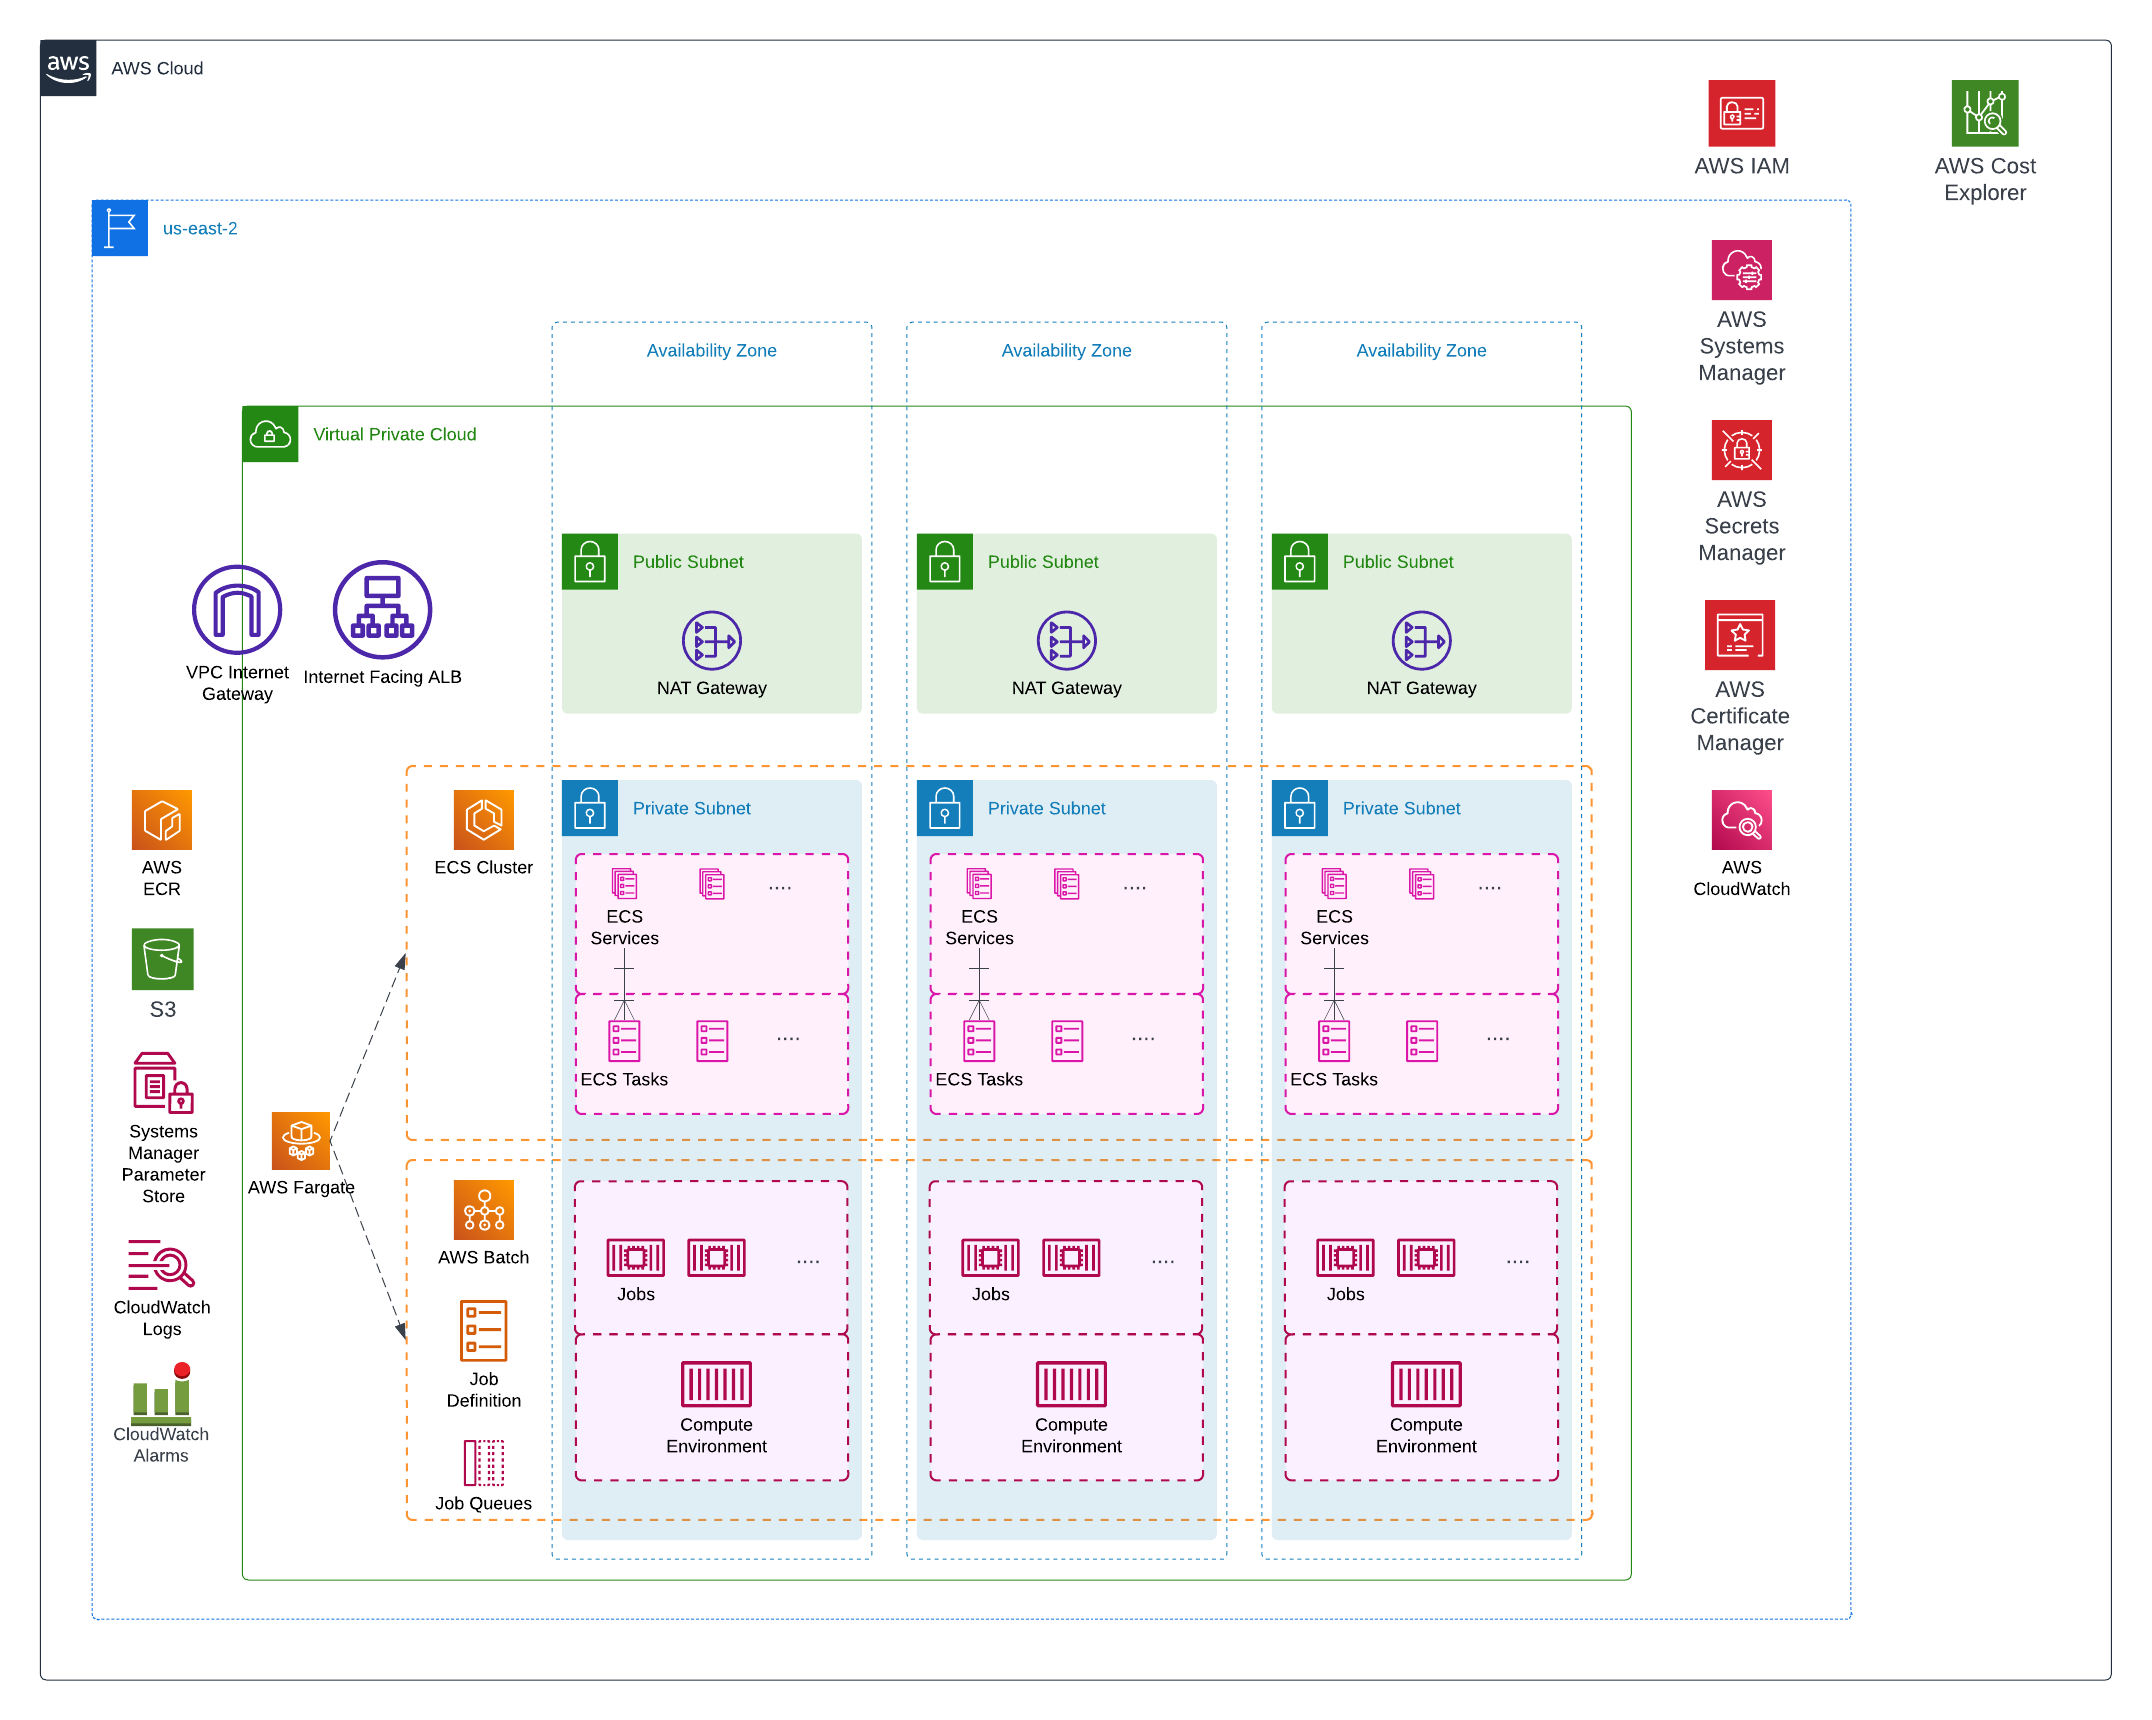 aws
AWS Cloud
AWS IAM
AWS Cost
Explorer
us-east-2
AWS
Systems
Manager
Availability Zone
Availability Zone
Availability Zone
Virtual Private Cloud
AWS
Secrets
Manager
Public Subnet
Public Subnet
Public Subnet
VPC Internet
Gateway
Internet Facing ALB
NAT Gateway
NAT Gateway
NAT Gateway
AWS
Certificate
Manager
AWS
ECR
ECS Cluster
Private Subnet
Private Subnet
Private Subnet
AWS
CloudWatch
ECS
Services
....
ECS
Services
....
ECS
Services
....
S3
ECS Tasks
....
ECS Tasks
....
ECS Tasks
....
Systems
Manager
Parameter
Store
AWS Fargate
AWS Batch
Jobs
....
Jobs
....
Jobs
....
CloudWatch
Logs
Job
Definition
Compute
Environment
Compute
Environment
Compute
Environment
CloudWatch
Alarms
Job Queues